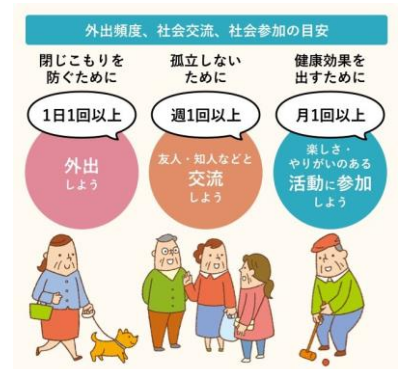 外出頻度、社会交流、社会参加の目安
閉じこもりを
防ぐために
1日1回以上
外出
しよう
孤立しない
ために
週1回以上
友人・知人などと
交流
しよう
健康効果を
出すために
月1回以上
楽しさ・
やりがいのある
活動に参加
しよう